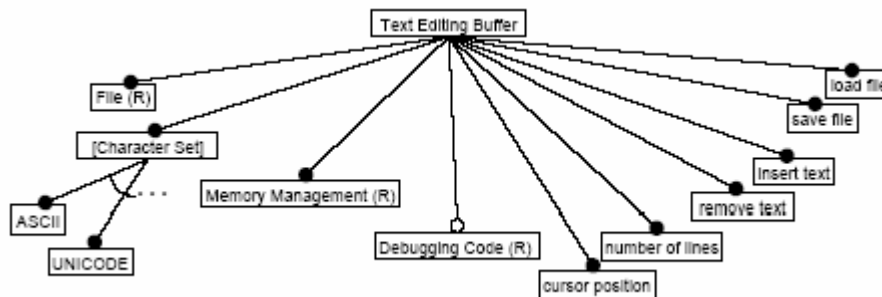 Text Editing Buffer
File (R)
load file
save file
[Character Set]
Insert text
Memory Management (R)
remove text
ASCII
. . .
Debugging Code (R)
number of lines
UNICODE
cursor position